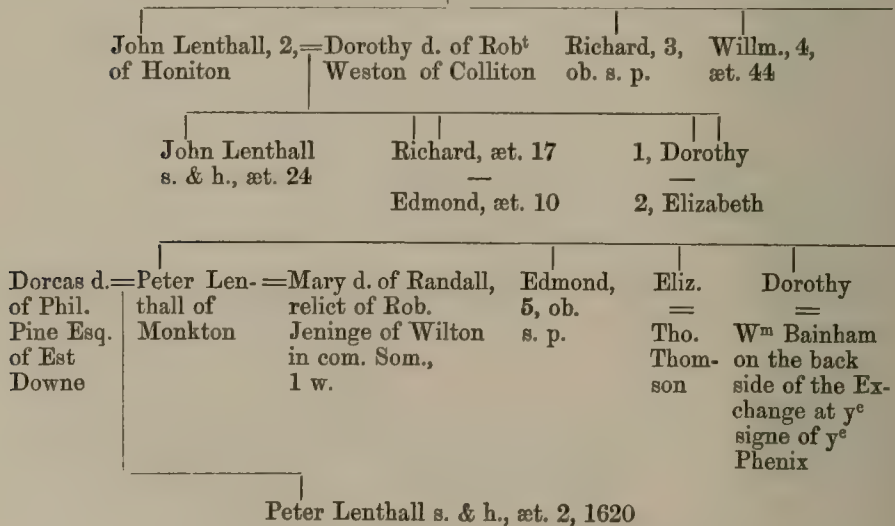 John Lenthall, 2,= of Honiton
Dorothy d. of Robᵗ Weston of Colliton
Richard, 3, ob. s. p.
Willm., 4, æt. 44
John Lenthall s. & h., æt. 24
Richard, æt. 17
—
Edmond, æt. 10
1, Dorothy
—
2, Elizabeth
Dorcas d.= of Phil. Pine Esq. of Est Downe
Peter Len-= thall of Monkton
Mary d. of Randall, relict of Rob. Jeninge of Wilton in com. Som., 1 w.
Edmond, 5, ob. s. p.
Eliz.
=
Tho. Thom- son
Dorothy
=
Wᵐ Bainham on the back side of the Ex- change at yᵉ signe of yᵉ Phenix
Peter Lenthall s. & h., æt. 2, 1620